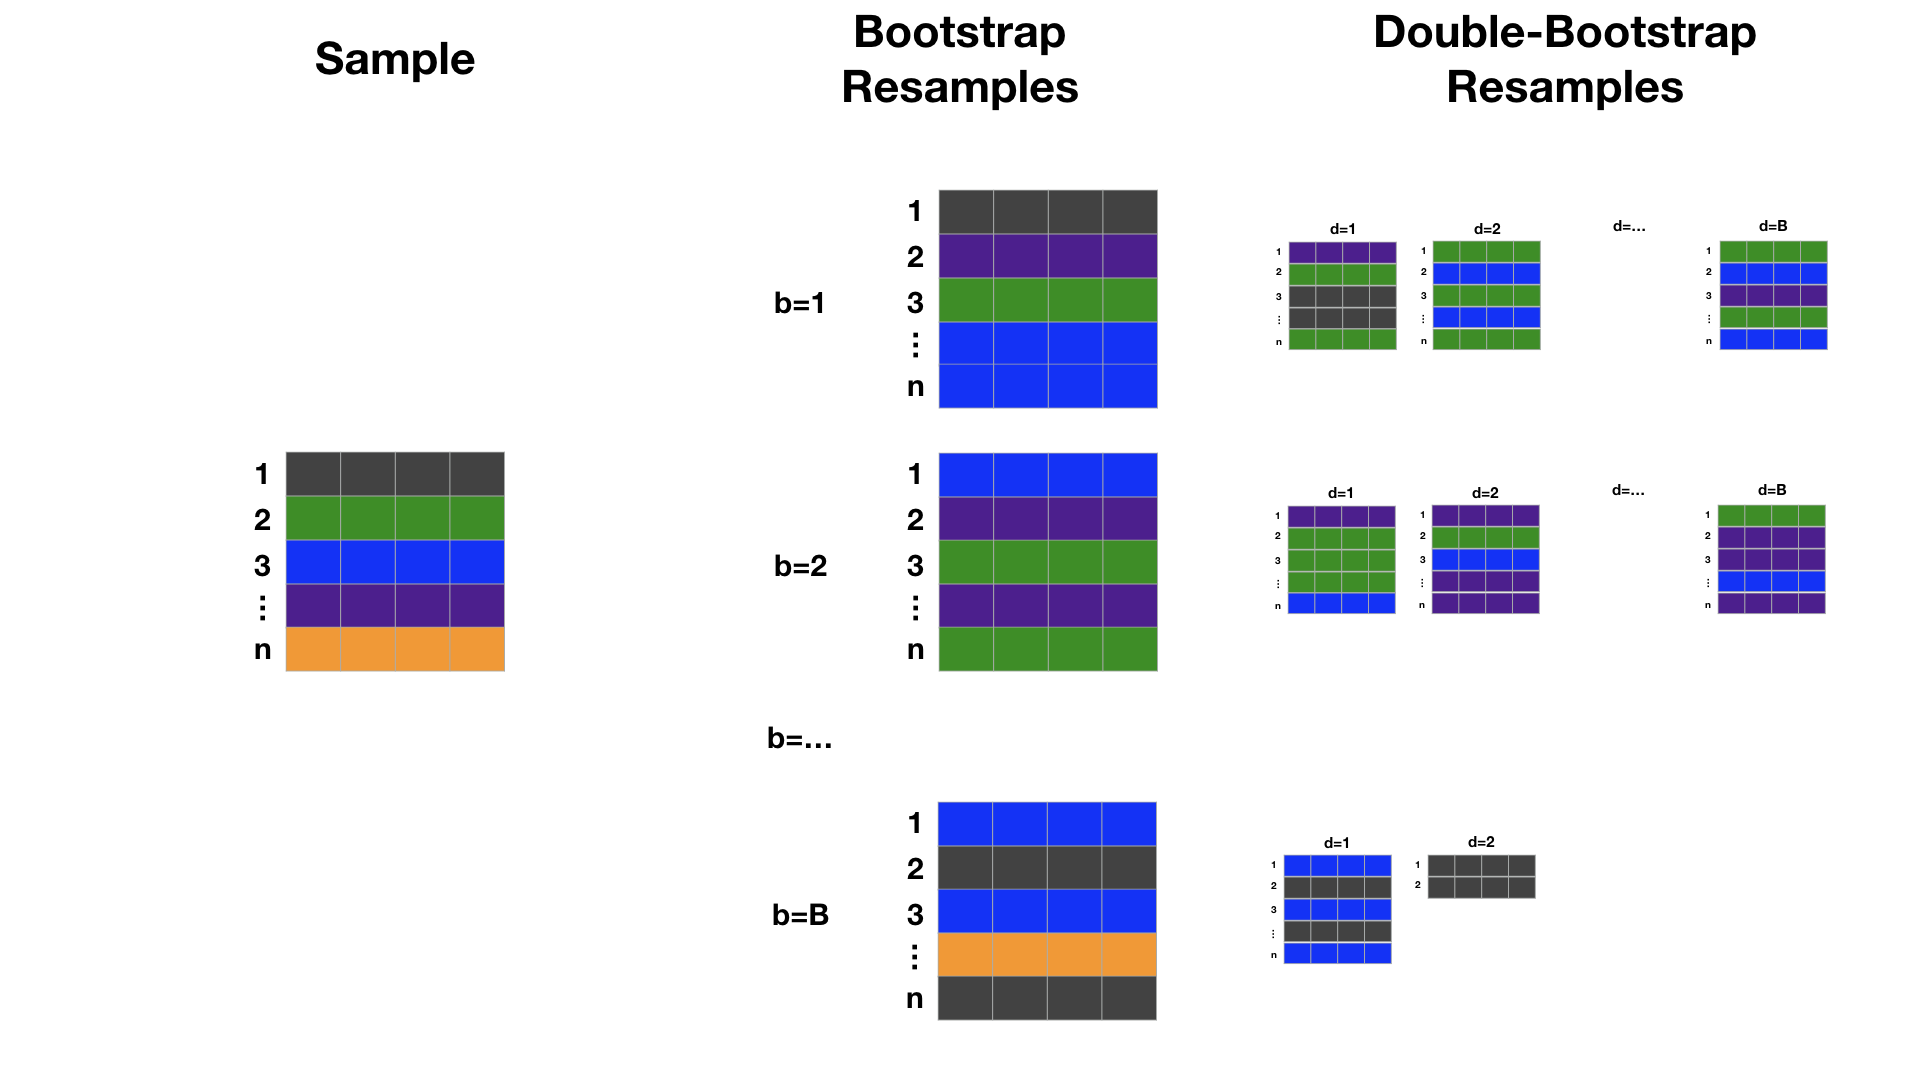 Sample
Bootstrap
Resamples
Double-Bootstrap
Resamples
1
2
3
⋮
n
b=1
1
2
3
⋮
n
d=1
1
2
3
⋮
n
d=2
1
2
3
⋮
n
d=...
d=B
1
2
3
⋮
n
b=2
1
2
3
⋮
n
d=1
1
2
3
⋮
n
d=2
1
2
3
⋮
n
d=...
d=B
1
2
3
⋮
n
b=...
b=B
1
2
3
⋮
n
d=1
1
2
3
⋮
n
d=2
1
2